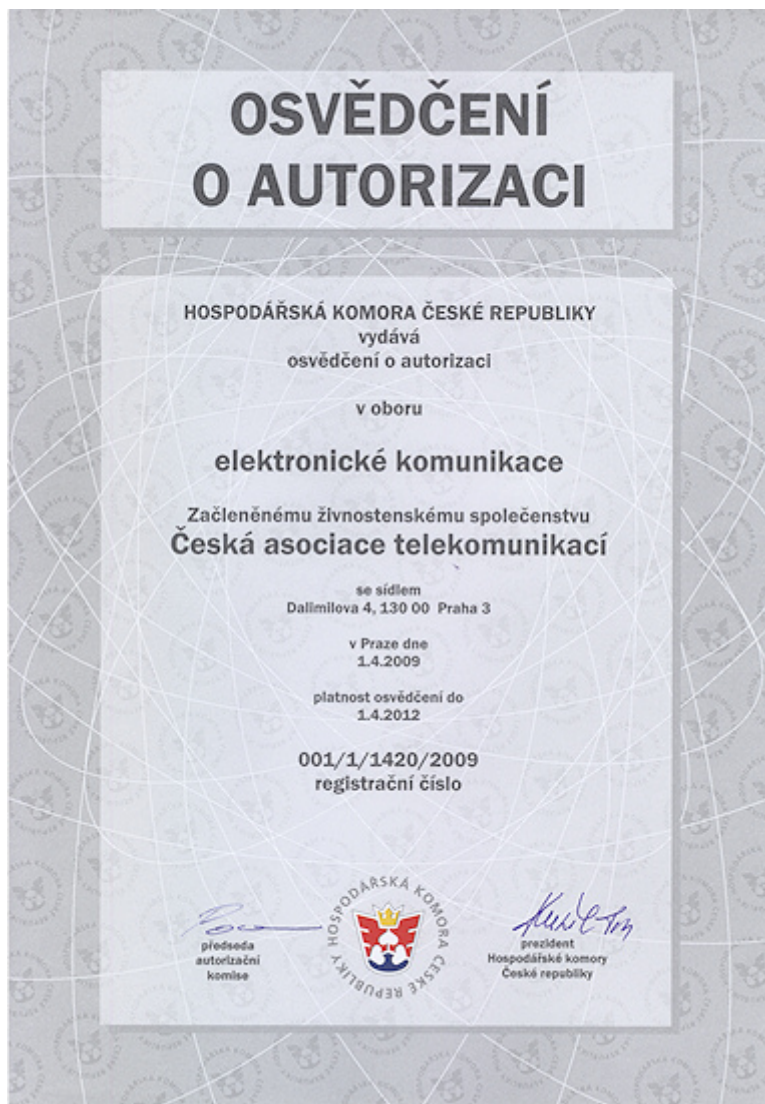 OSVĚDČENÍ
O AUTORIZACI
HOSPODÁŘSKÁ KOMORA ČESKÉ REPUBLIKY
vydává
osvědčení o autorizaci
v oboru
elektronické komunikace
Začleněnému živnostenskému společenstvu
Česká asociace telekomunikací
se sídlem
Dalimilova 4, 130 00 Praha 3
v Praze dne
1.4.2009
platnost osvědčení do
1.4.2012
001/1/1420/2009
registrační číslo
HOSPODÁŘSKÁ KOMORA ČESKÉ REPUBLIKY
předseda
autorizační
komise
prezident
Hospodářské komory
České republiky